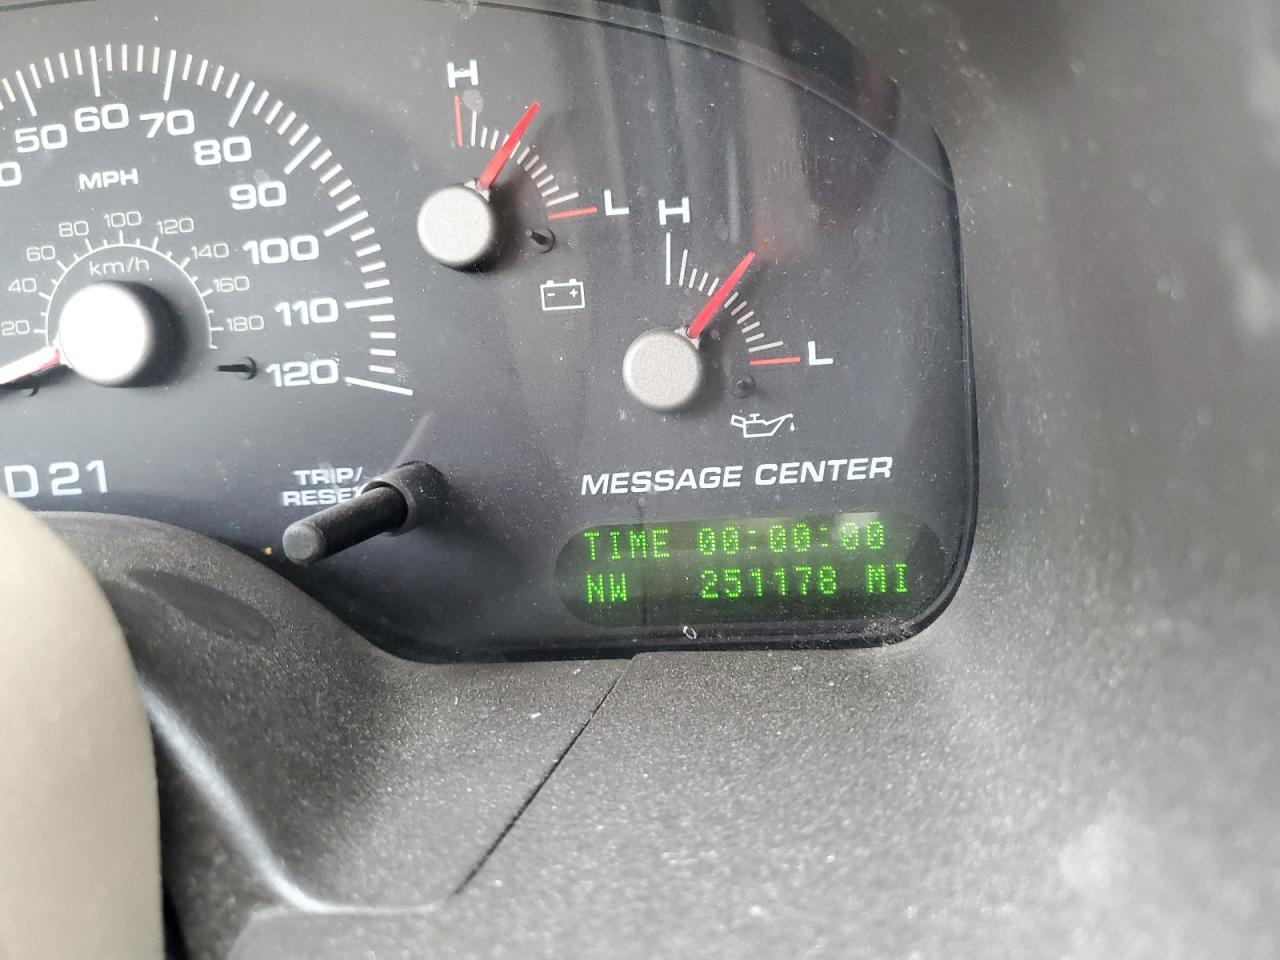 H
50 60 70 80 90 100 110 120
MPH
20 40 60 80 100 120 140 160 180
km/h
L
H
- +
L
D 21
TRIP/
RESET
MESSAGE CENTER
TIME 00:00:00
NW 251178 MI